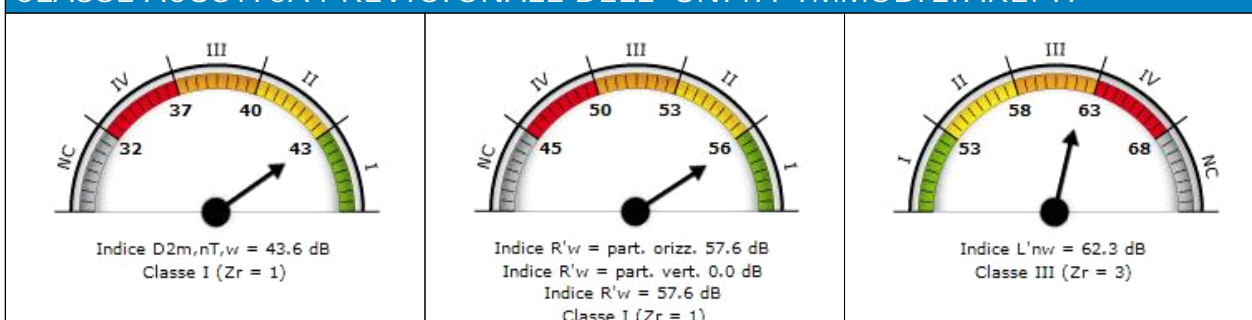 III
IV
II
37
40
32
43
NC
I
Indice D2m,nT,w = 43.6 dB
Classe I (Zr = 1)
III
IV
II
50
53
45
56
NC
I
Indice R'w = part. orizz. 57.6 dB
Indice R'w = part. vert. 0.0 dB
Indice R'w = 57.6 dB
Classe I (Zr = 1)
III
II
IV
58
63
53
68
I
NC
Indice L'nw = 62.3 dB
Classe III (Zr = 3)